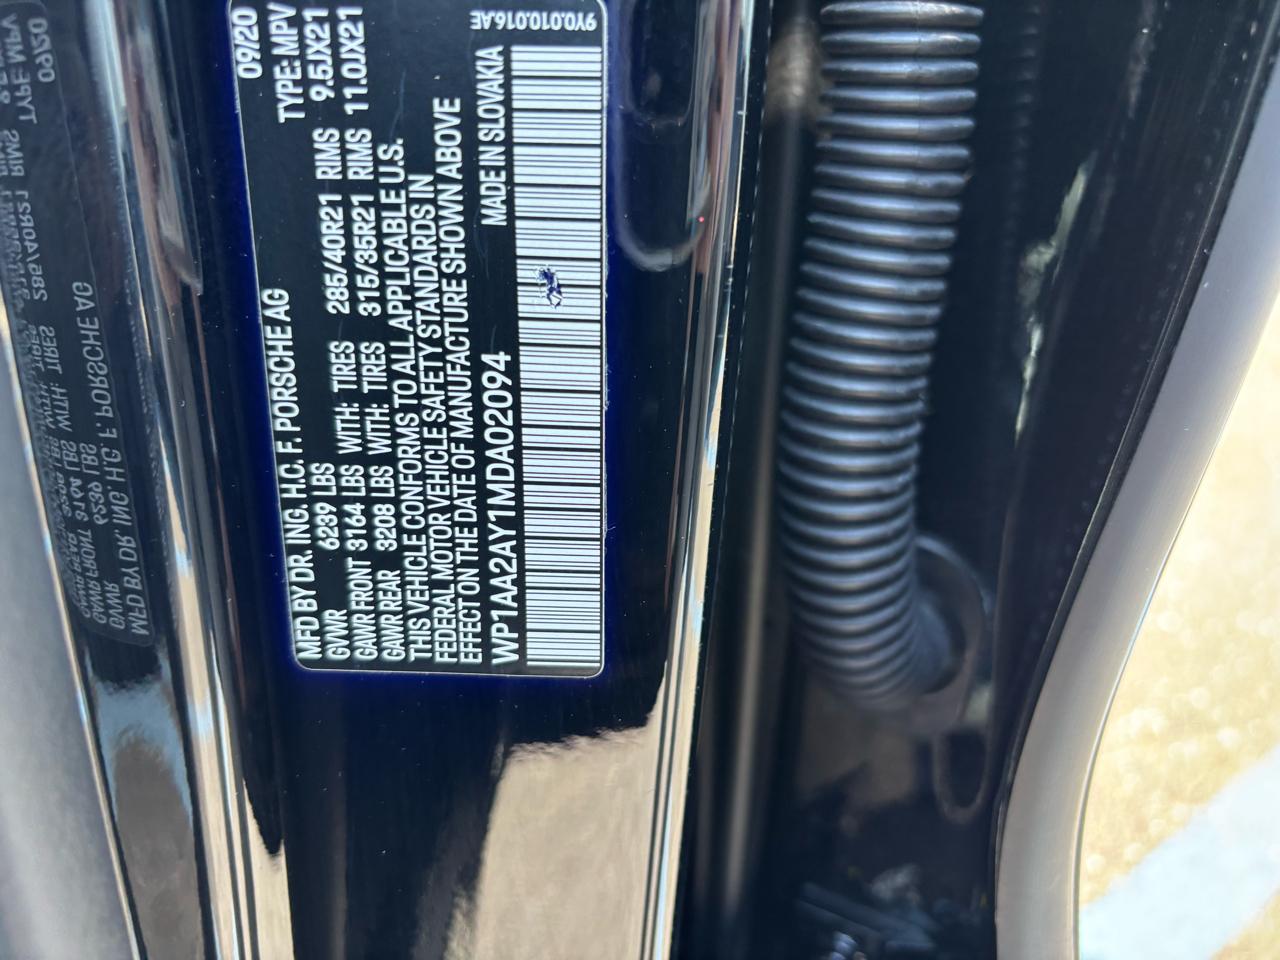 MFD BY DR. ING. H.C. F. PORSCHE AG 09/20
GVWR 6239 LBS TYPE: MPV
GAWR FRONT 3164 LBS WITH: TIRES 285/40R21 RIMS 9.5JX21
GAWR REAR 3208 LBS WITH: TIRES 315/35R21 RIMS 11.0JX21
THIS VEHICLE CONFORMS TO ALL APPLICABLE U.S.
FEDERAL MOTOR VEHICLE SAFETY STANDARDS IN
EFFECT ON THE DATE OF MANUFACTURE SHOWN ABOVE
WP1AA2AY1MDA02094 MADE IN SLOVAKIA
9Y0.010.016.AE